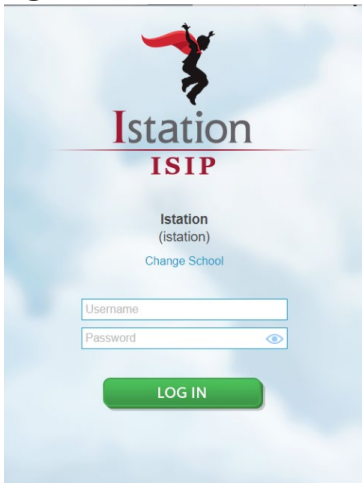 Istation
ISIP
Istation
(istation)
Change School
Username
Password
LOG IN